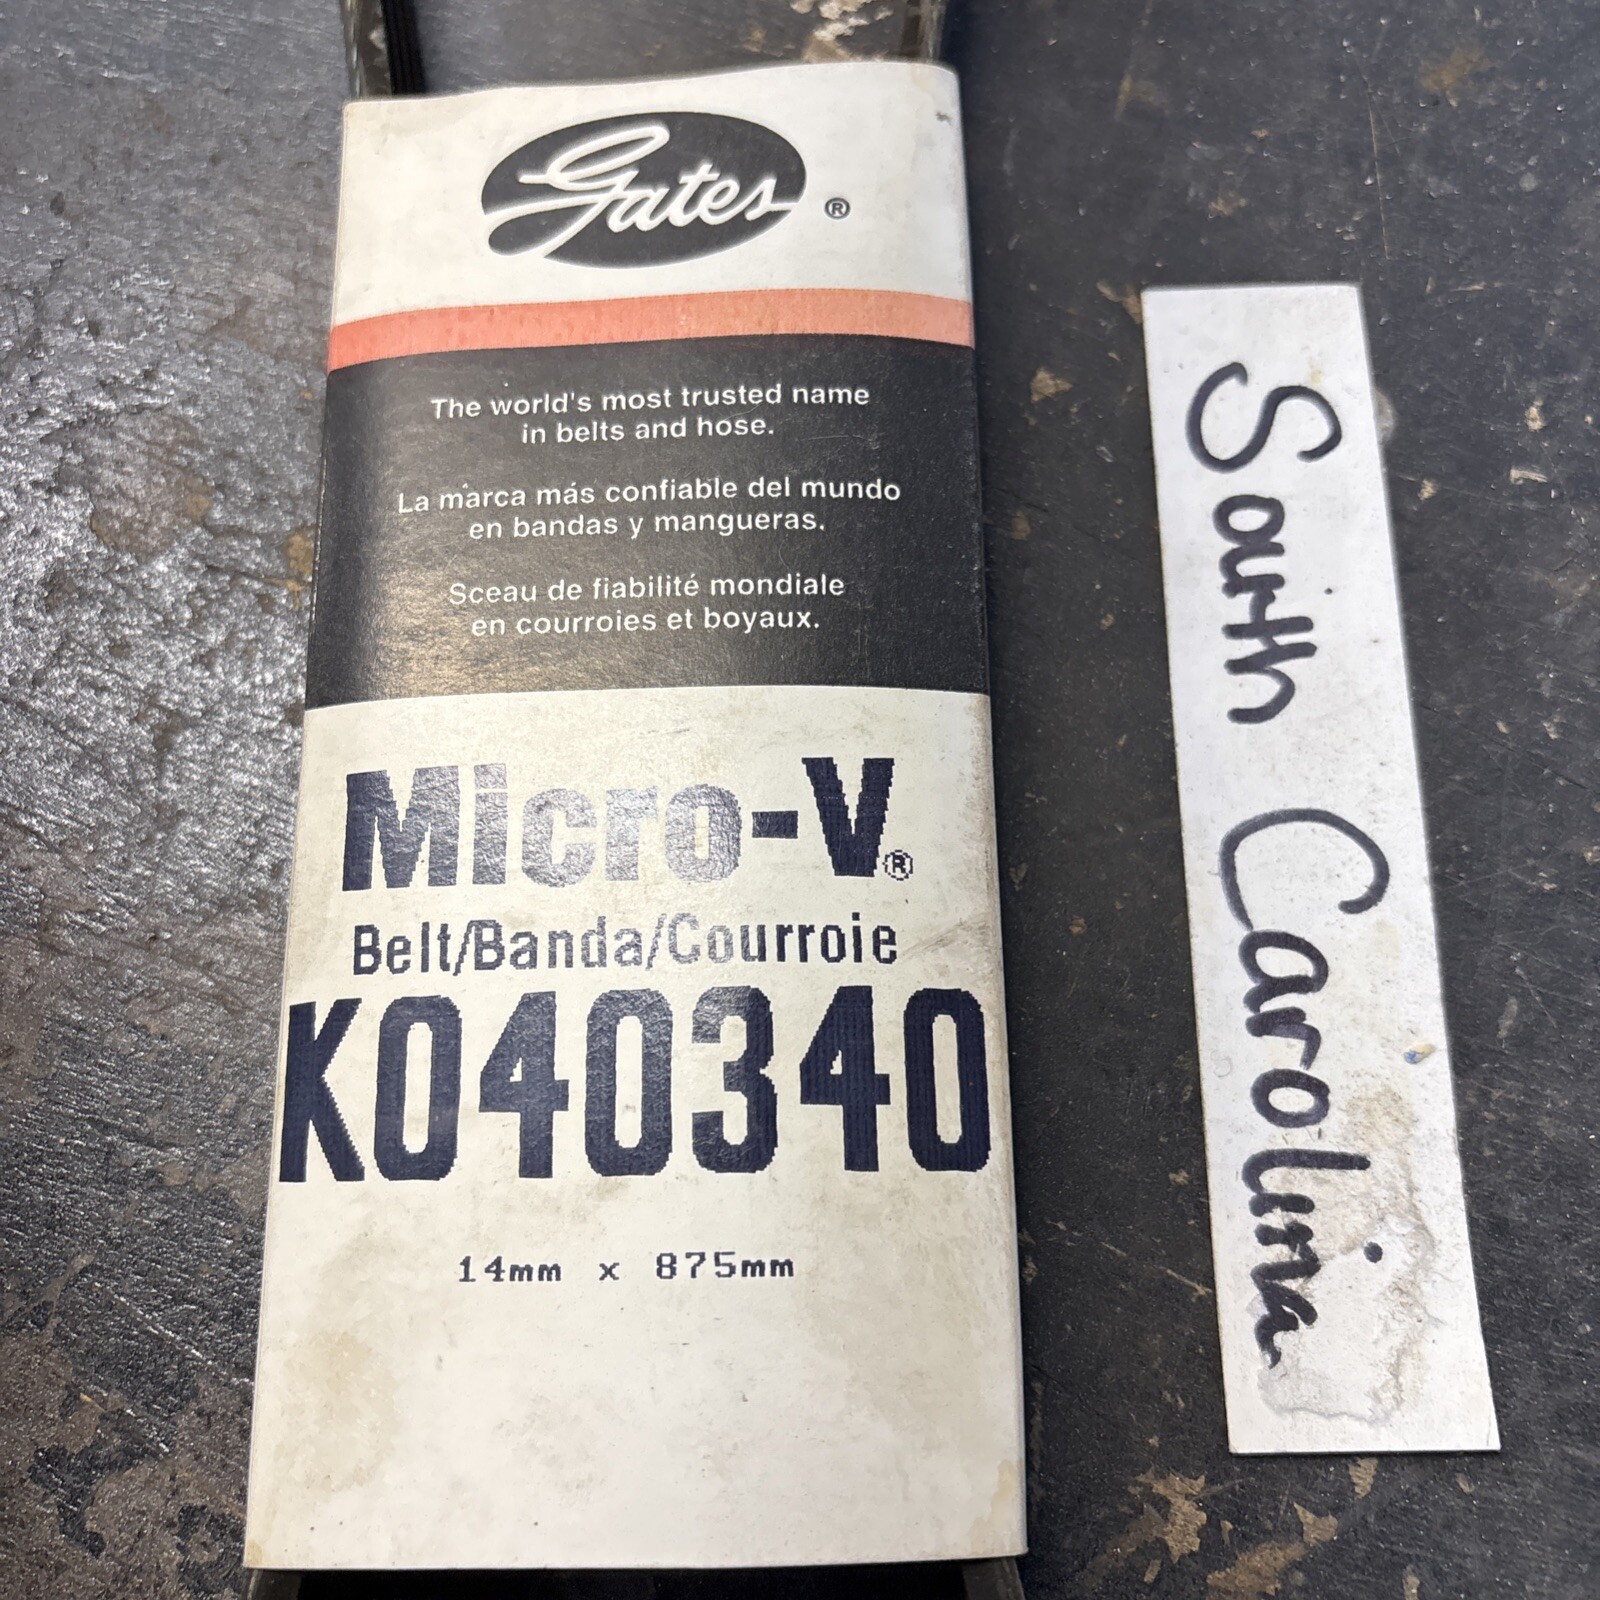 Gates ®
The world's most trusted name
in belts and hose.
La marca más confiable del mundo
en bandas y mangueras.
Sceau de fiabilité mondiale
en courroies et boyaux.
Micro-V®
Belt/Banda/Courroie
K040340
14mm x 875mm
South Carolina